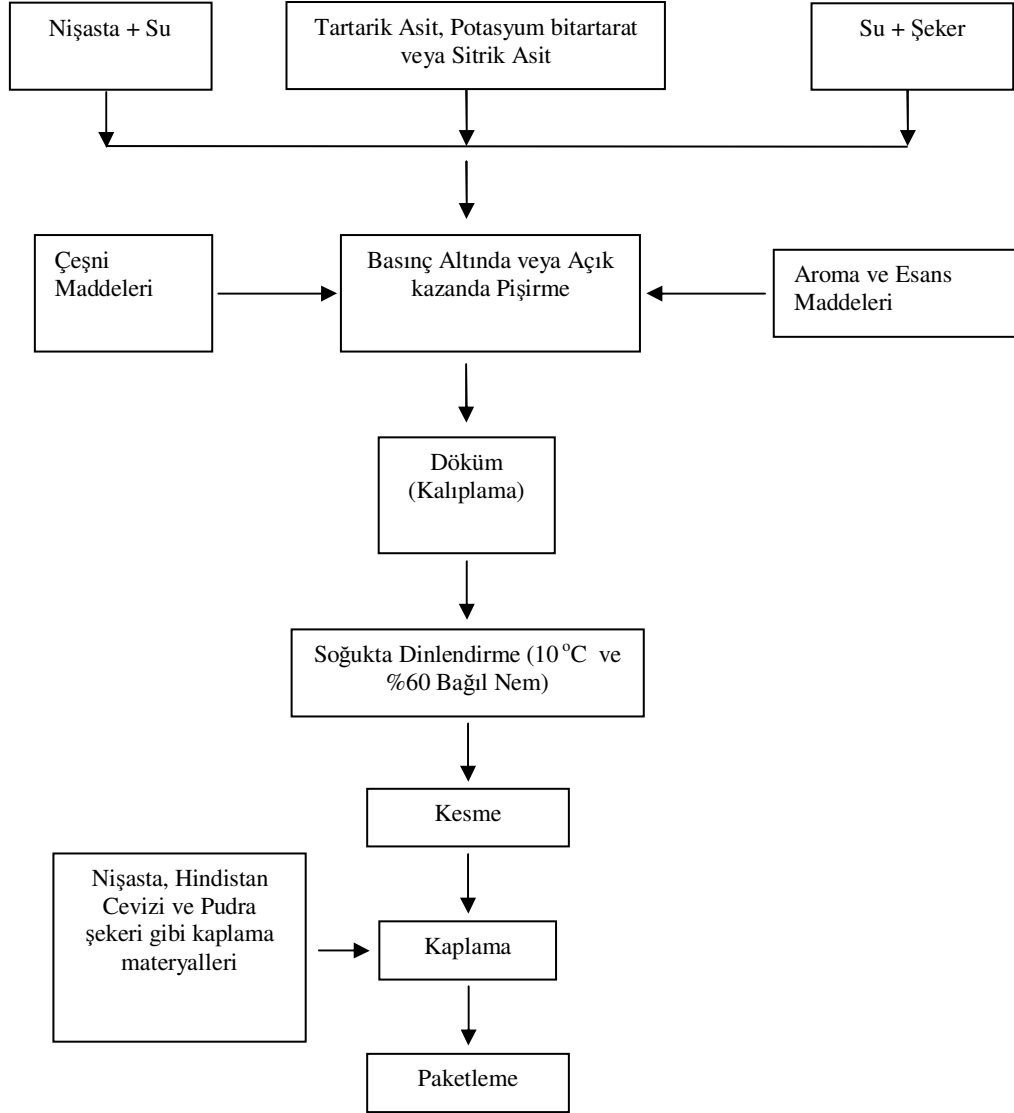 Nişasta + Su
Tartarik Asit, Potasyum bitartarat
veya Sitrik Asit
Su + Şeker
Çeşni
Maddeleri
Basınç Altında veya Açık
kazanda Pişirme
Aroma ve Esans
Maddeleri
Döküm
(Kalıplama)
Soğukta Dinlendirme (10 °C ve
%60 Bağıl Nem)
Kesme
Nişasta, Hindistan
Cevizi ve Pudra
şekeri gibi kaplama
materyalleri
Kaplama
Paketleme